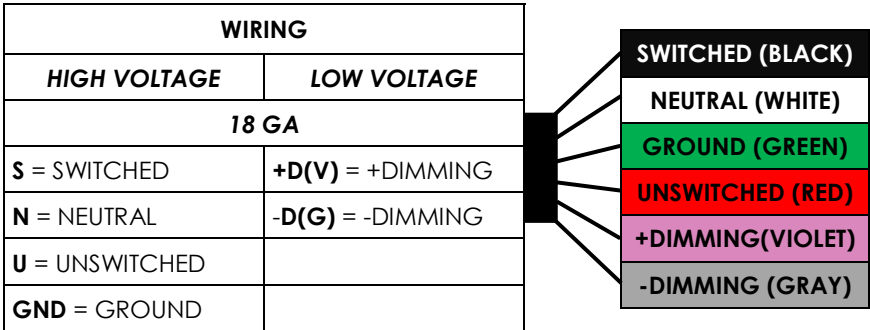 WIRING
HIGH VOLTAGE LOW VOLTAGE
18 GA
S = SWITCHED +D(V) = +DIMMING
N = NEUTRAL -D(G) = -DIMMING
U = UNSWITCHED
GND = GROUND
SWITCHED (BLACK)
NEUTRAL (WHITE)
GROUND (GREEN)
UNSWITCHED (RED)
+DIMMING(VIOLET)
-DIMMING (GRAY)